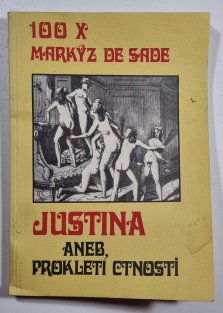 100 X
MARKÝZ DE SADE
JUSTINA
ANEB,
PROKLETÍ CTNOSTI